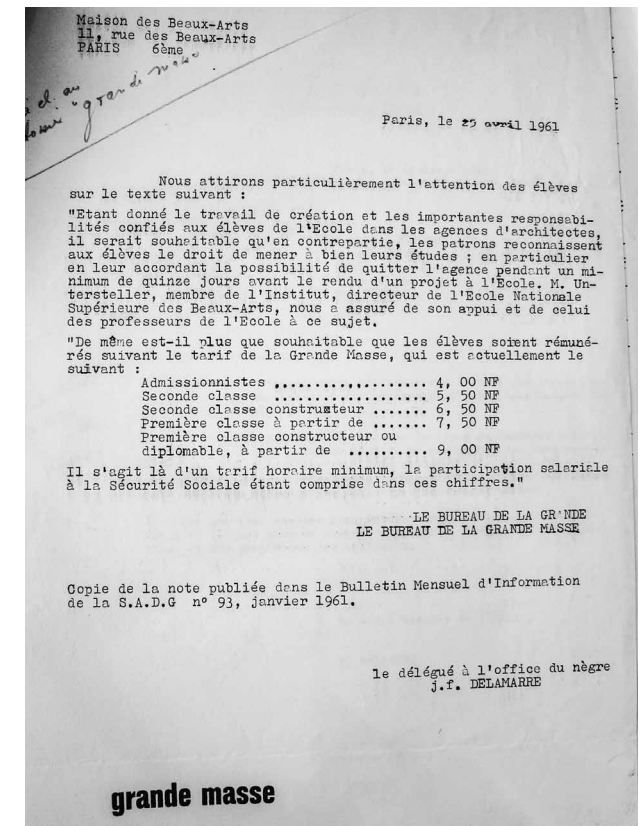 Maison des Beaux-Arts
11, rue des Beaux-Arts
PARIS 6ème
el. au
"grande masse
Paris, le 25 avril 1961
Nous attirons particulièrement l'attention des élèves
sur le texte suivant :
"Etant donné le travail de création et les importantes responsabi-
lités confiés aux élèves de l'Ecole dans les agences d'architectes,
il serait souhaitable qu'en contrepartie, les patrons reconnaissent
aux élèves le droit de mener à bien leurs études ; en particulier
en leur accordant la possibilité de quitter l'agence pendant un mi-
nimum de quinze jours avant le rendu d'un projet à l'Ecole. M. Un-
tersteller, membre de l'Institut, directeur de l'Ecole Nationale
Supérieure des Beaux-Arts, nous a assuré de son appui et de celui
des professeurs de l'Ecole à ce sujet.
"De même est-il plus que souhaitable que les élèves soient rémuné-
rés suivant le tarif de la Grande Masse, qui est actuellement le
suivant :
Admissionnistes ................... 4, 00 NF
Seconde classe ................... 5, 50 NF
Seconde classe constructeur ....... 6, 50 NF
Première classe à partir de ....... 7, 50 NF
Première classe constructeur ou
diplomable, à partir de .......... 9, 00 NF
Il s'agit là d'un tarif horaire minimum, la participation salariale
à la Sécurité Sociale étant comprise dans ces chiffres."
LE BUREAU DE LA GRANDE
LE BUREAU DE LA GRANDE MASSE
Copie de la note publiée dans le Bulletin Mensuel d'Information
de la S.A.D.G n° 93, janvier 1961.
le délégué à l'office du nègre
j.f. DELAMARRE
grande masse